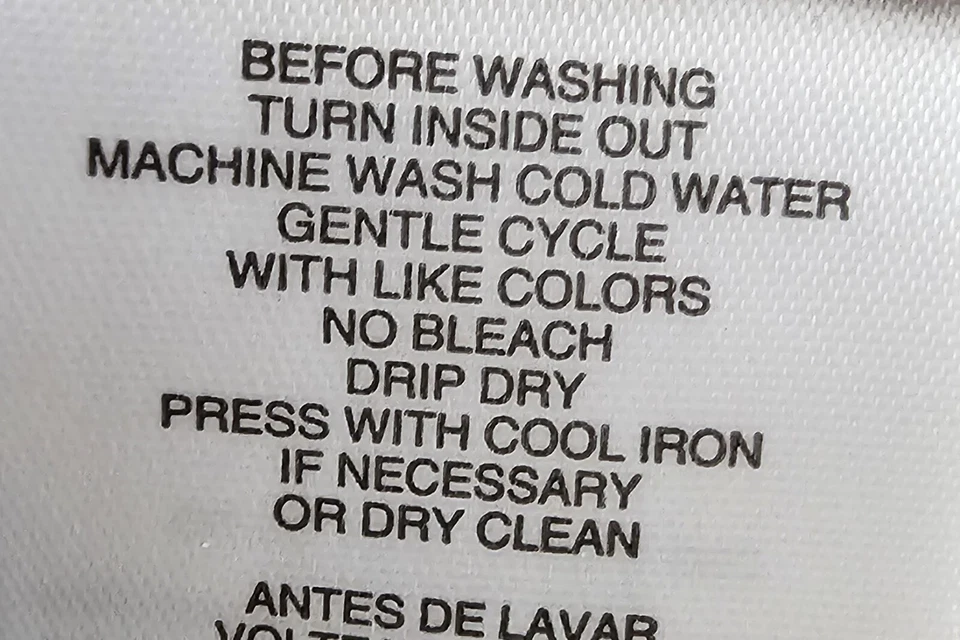 BEFORE WASHING
TURN INSIDE OUT
MACHINE WASH COLD WATER
GENTLE CYCLE
WITH LIKE COLORS
NO BLEACH
DRIP DRY
PRESS WITH COOL IRON
IF NECESSARY
OR DRY CLEAN
ANTES DE LAVAR